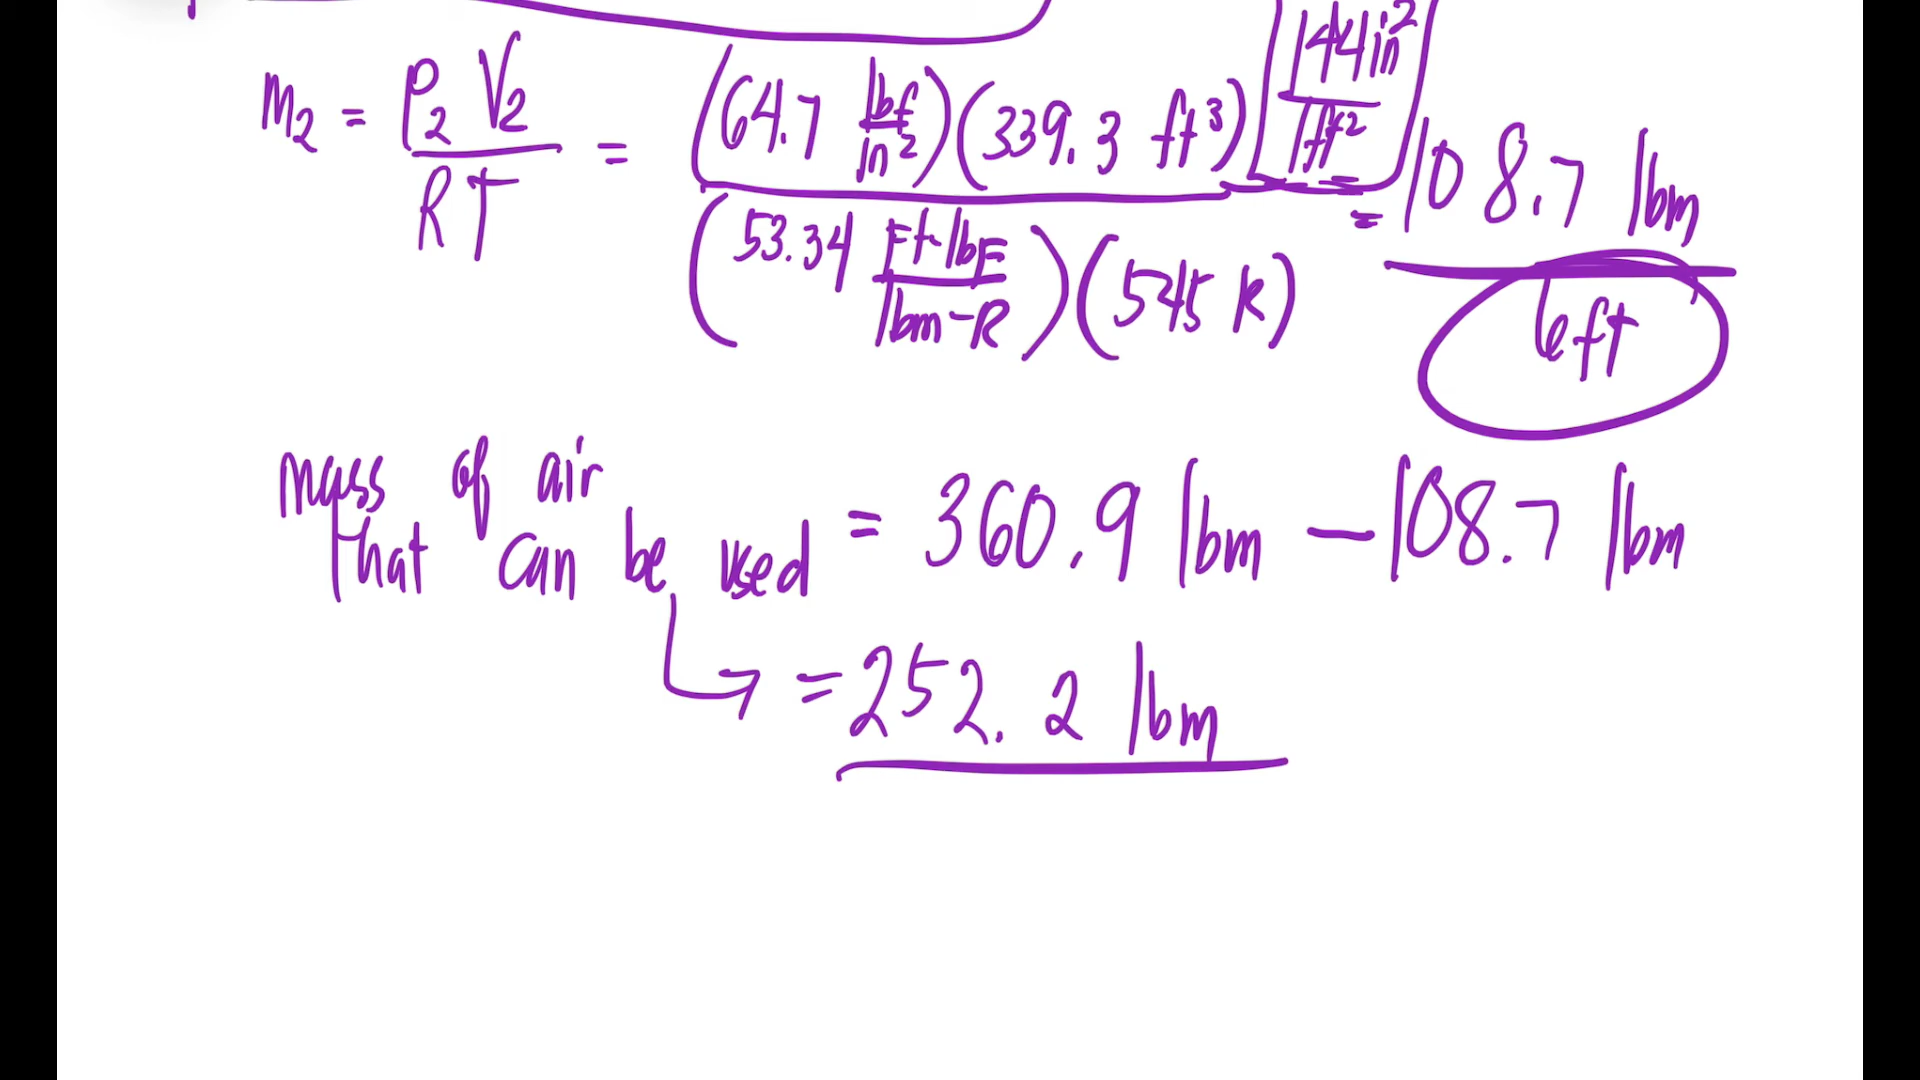 m₂ = P₂ V₂ / R T = (64.7 lbf/in²)(339.3 ft³)[144 in²/1ft²] / (53.34 Ft-lbF/lbm-R)(545 R) = 108.7 lbm
left
mass of air = 360.9 lbm - 108.7 lbm
that can be used
= 252.2 lbm